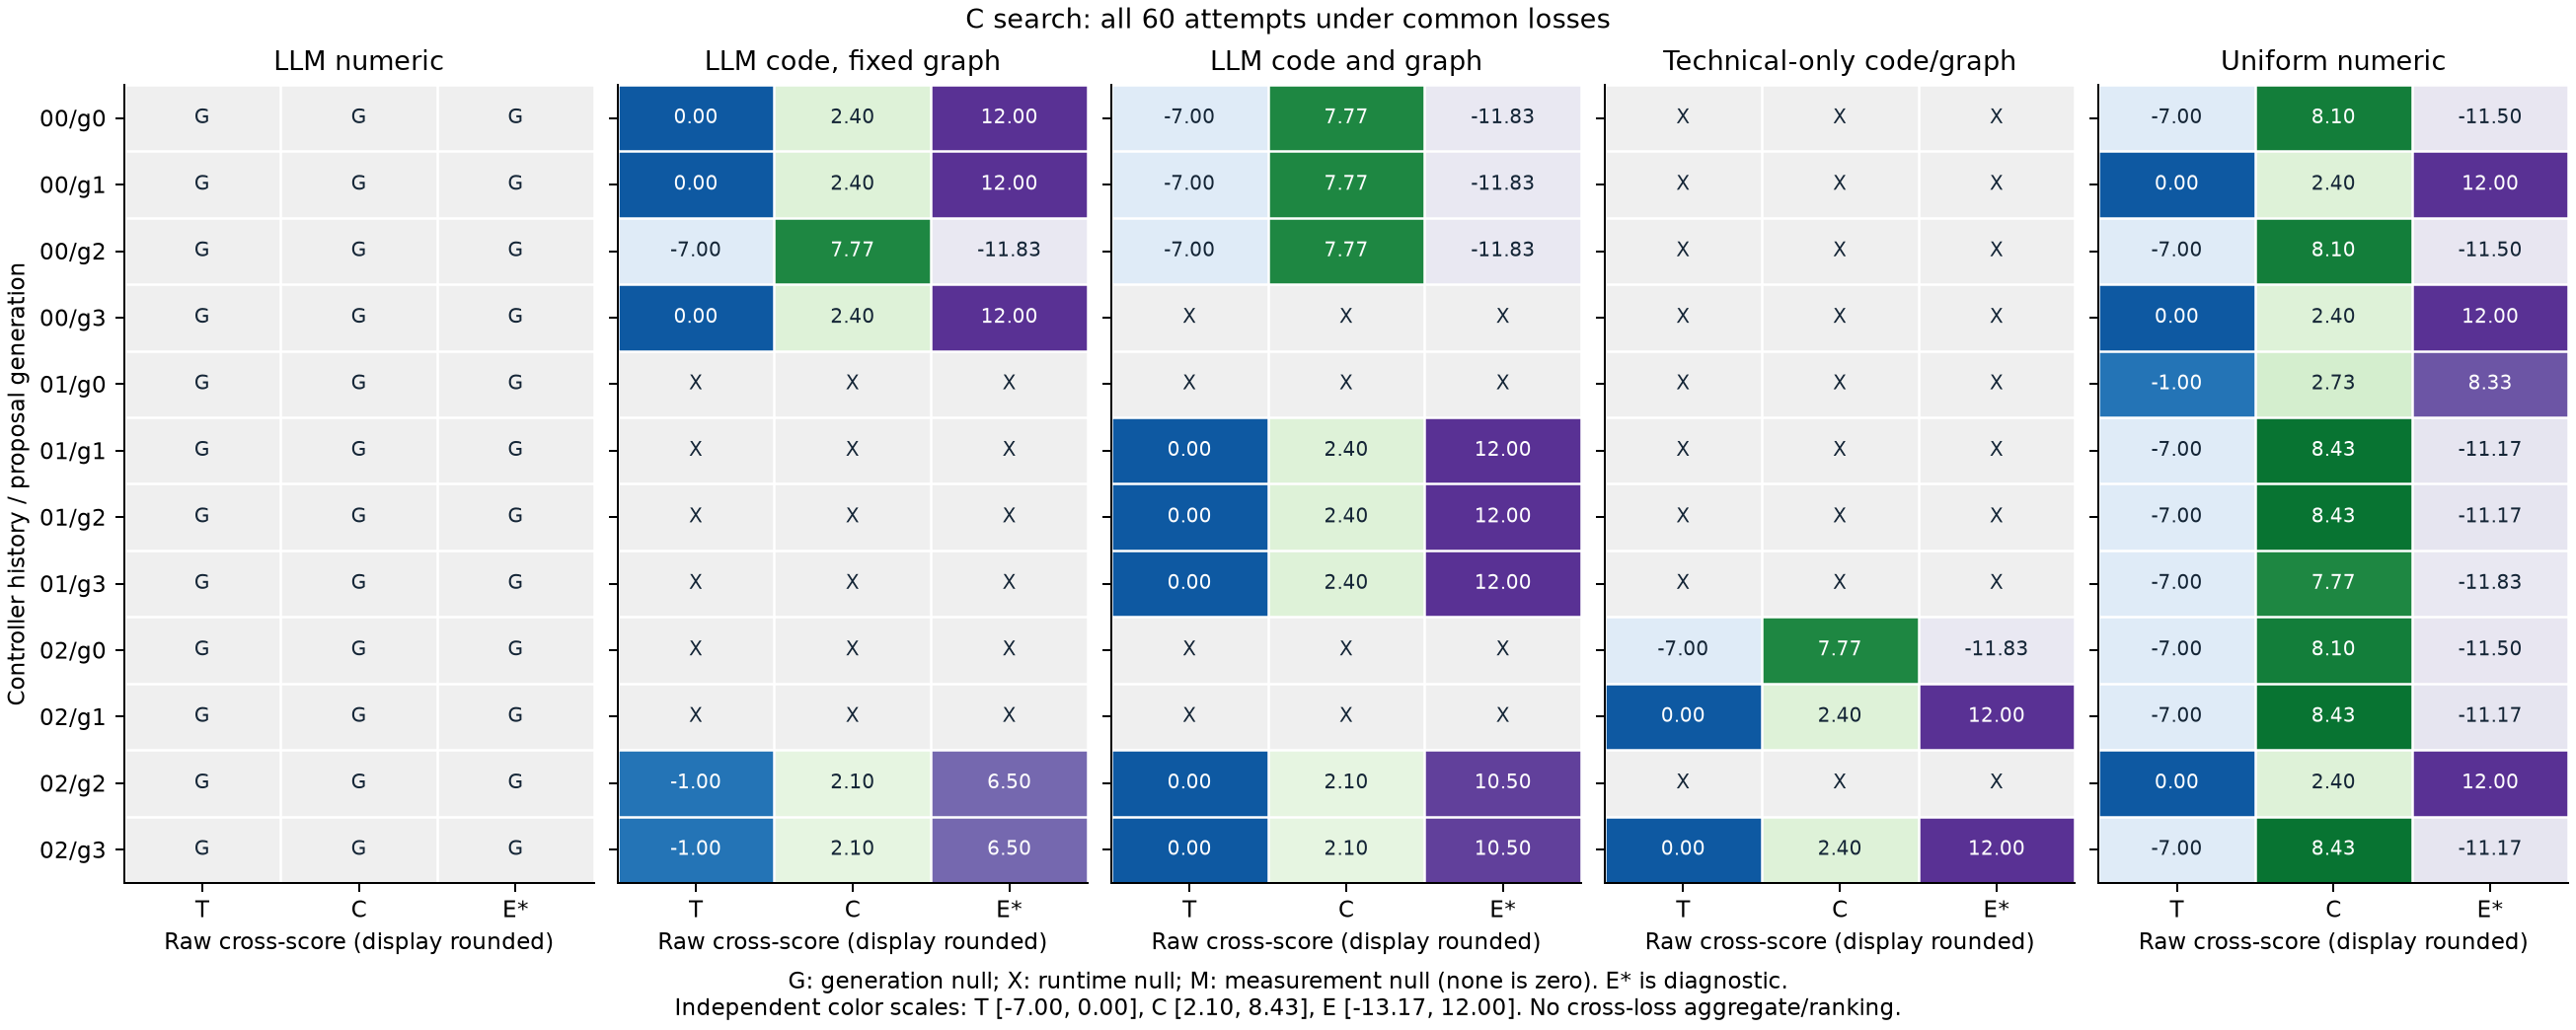 C search: all 60 attempts under common losses
LLM numeric LLM code, fixed graph LLM code and graph Technical-only code/graph Uniform numeric
Controller history / proposal generation
00/g0 G G G 0.00 2.40 12.00 -7.00 7.77 -11.83 X X X -7.00 8.10 -11.50
00/g1 G G G 0.00 2.40 12.00 -7.00 7.77 -11.83 X X X 0.00 2.40 12.00
00/g2 G G G -7.00 7.77 -11.83 -7.00 7.77 -11.83 X X X -7.00 8.10 -11.50
00/g3 G G G 0.00 2.40 12.00 X X X X X X 0.00 2.40 12.00
01/g0 G G G X X X X X X X X X -1.00 2.73 8.33
01/g1 G G G X X X 0.00 2.40 12.00 X X X -7.00 8.43 -11.17
01/g2 G G G X X X 0.00 2.40 12.00 X X X -7.00 8.43 -11.17
01/g3 G G G X X X 0.00 2.40 12.00 X X X -7.00 7.77 -11.83
02/g0 G G G X X X X X X -7.00 7.77 -11.83 -7.00 8.10 -11.50
02/g1 G G G X X X X X X 0.00 2.40 12.00 -7.00 8.43 -11.17
02/g2 G G G -1.00 2.10 6.50 0.00 2.10 10.50 X X X 0.00 2.40 12.00
02/g3 G G G -1.00 2.10 6.50 0.00 2.10 10.50 0.00 2.40 12.00 -7.00 8.43 -11.17
T C E* T C E* T C E* T C E* T C E*
Raw cross-score (display rounded) Raw cross-score (display rounded) Raw cross-score (display rounded) Raw cross-score (display rounded) Raw cross-score (display rounded)
G: generation null; X: runtime null; M: measurement null (none is zero). E* is diagnostic.
Independent color scales: T [-7.00, 0.00], C [2.10, 8.43], E [-13.17, 12.00]. No cross-loss aggregate/ranking.